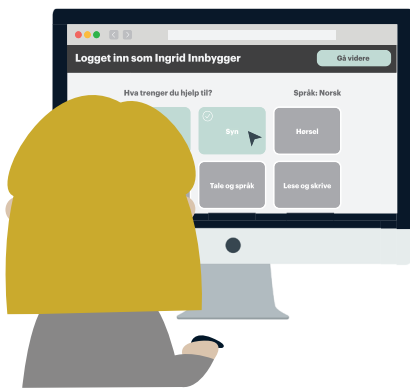 Logget inn som Ingrid Innbygger
Gå videre
Hva trenger du hjelp til?
Språk: Norsk
Syn
Hørsel
Tale og språk
Lese og skrive